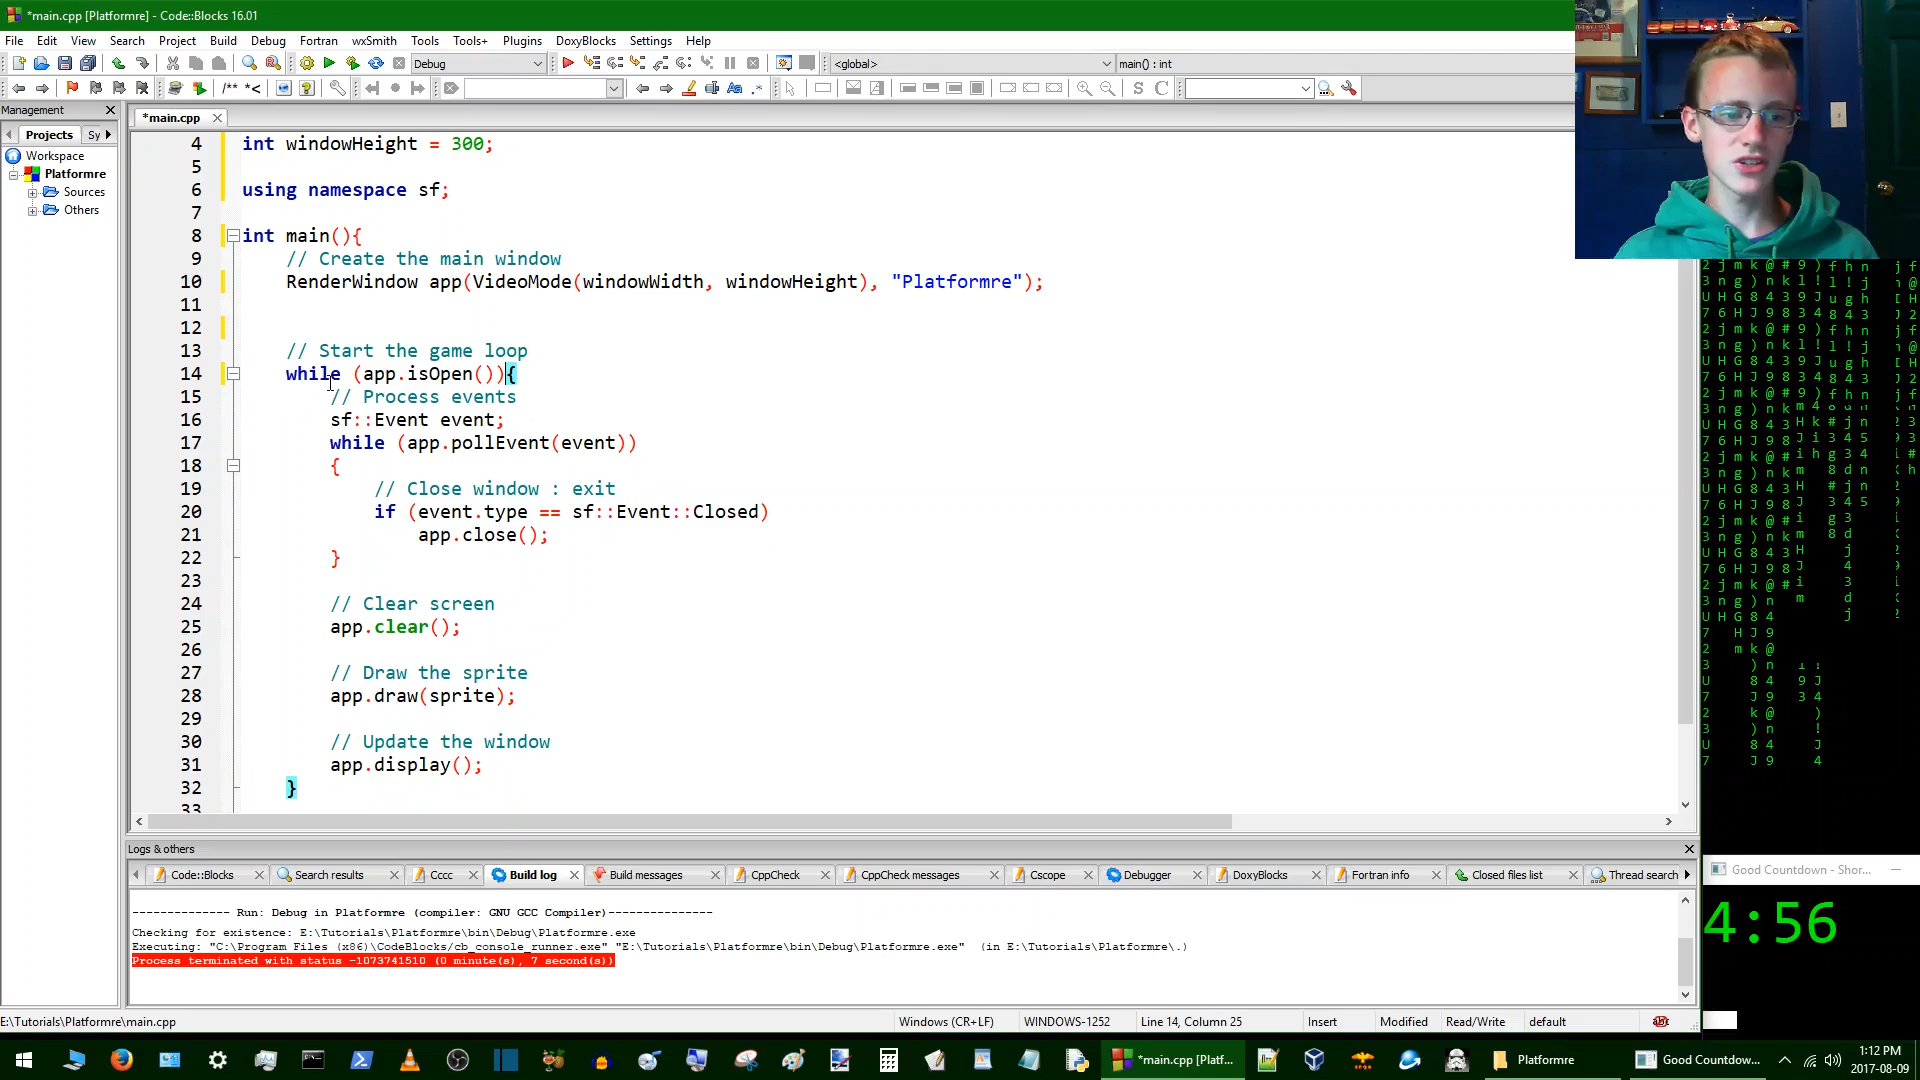 *main.cpp [Platformre] - Code::Blocks 16.01
File Edit View Search Project Build Debug Fortran wxSmith Tools Tools+ Plugins DoxyBlocks Settings Help
Debug
<global>
main() : int
/** *<
Management
Projects Sy
Workspace
Platformre
Sources
Others
*main.cpp
4 int windowHeight = 300;
5
6 using namespace sf;
7
8 int main(){
9 // Create the main window
10 RenderWindow app(VideoMode(windowWidth, windowHeight), "Platformre");
11
12
13 // Start the game loop
14 while (app.isOpen()){
15 // Process events
16 sf::Event event;
17 while (app.pollEvent(event))
18 {
19 // Close window : exit
20 if (event.type == sf::Event::Closed)
21 app.close();
22 }
23
24 // Clear screen
25 app.clear();
26
27 // Draw the sprite
28 app.draw(sprite);
29
30 // Update the window
31 app.display();
32 }
33
Logs & others
Code::Blocks Search results Cccc Build log Build messages CppCheck CppCheck messages Cscope Debugger DoxyBlocks Fortran info Closed files list Thread search
-------------- Run: Debug in Platformre (compiler: GNU GCC Compiler)---------------
Checking for existence: E:\Tutorials\Platformre\bin\Debug\Platformre.exe
Executing: "C:\Program Files (x86)\CodeBlocks/cb_console_runner.exe" "E:\Tutorials\Platformre\bin\Debug\Platformre.exe"  (in E:\Tutorials\Platformre\.)
Process terminated with status -1073741510 (0 minute(s), 7 second(s))
E:\Tutorials\Platformre\main.cpp
Windows (CR+LF) WINDOWS-1252 Line 14, Column 25 Insert Modified Read/Write default
Good Countdown - Shor...
4:56
*main.cpp [Platf...
Platformre
Good Countdow...
1:12 PM
2017-08-09